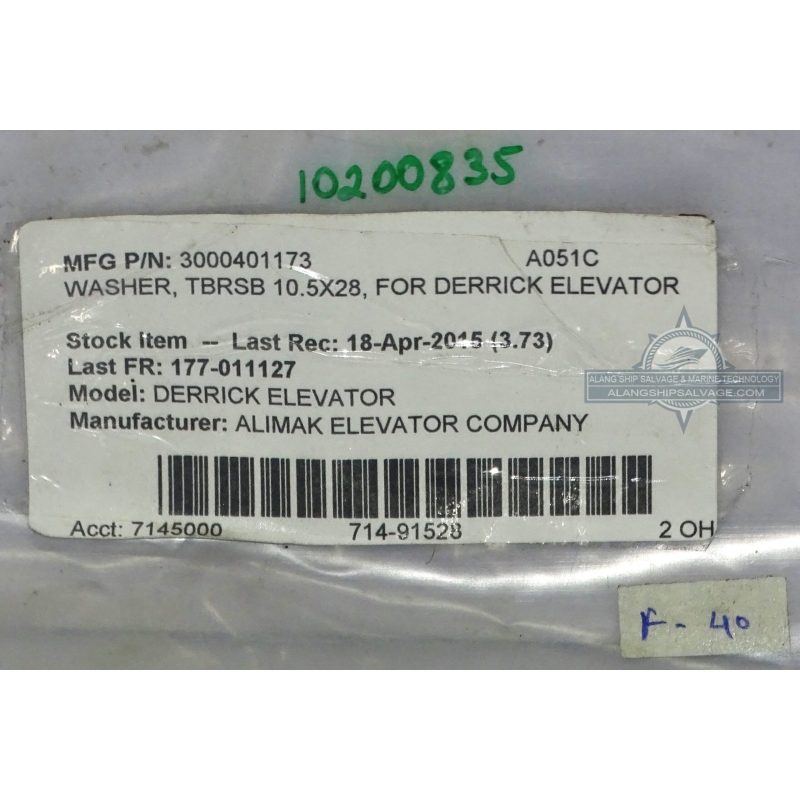 10200835
MFG P/N: 3000401173 A051C
WASHER, TBRSB 10.5X28, FOR DERRICK ELEVATOR
Stock Item -- Last Rec: 18-Apr-2015 (3.73)
Last FR: 177-011127
Model: DERRICK ELEVATOR
ALANG SHIP SALVAGE & MARINE TECHNOLOGY
ALANGSHIPSALVAGE.COM
Manufacturer: ALIMAK ELEVATOR COMPANY
Acct: 7145000 714-91528 2 OH
F- 40